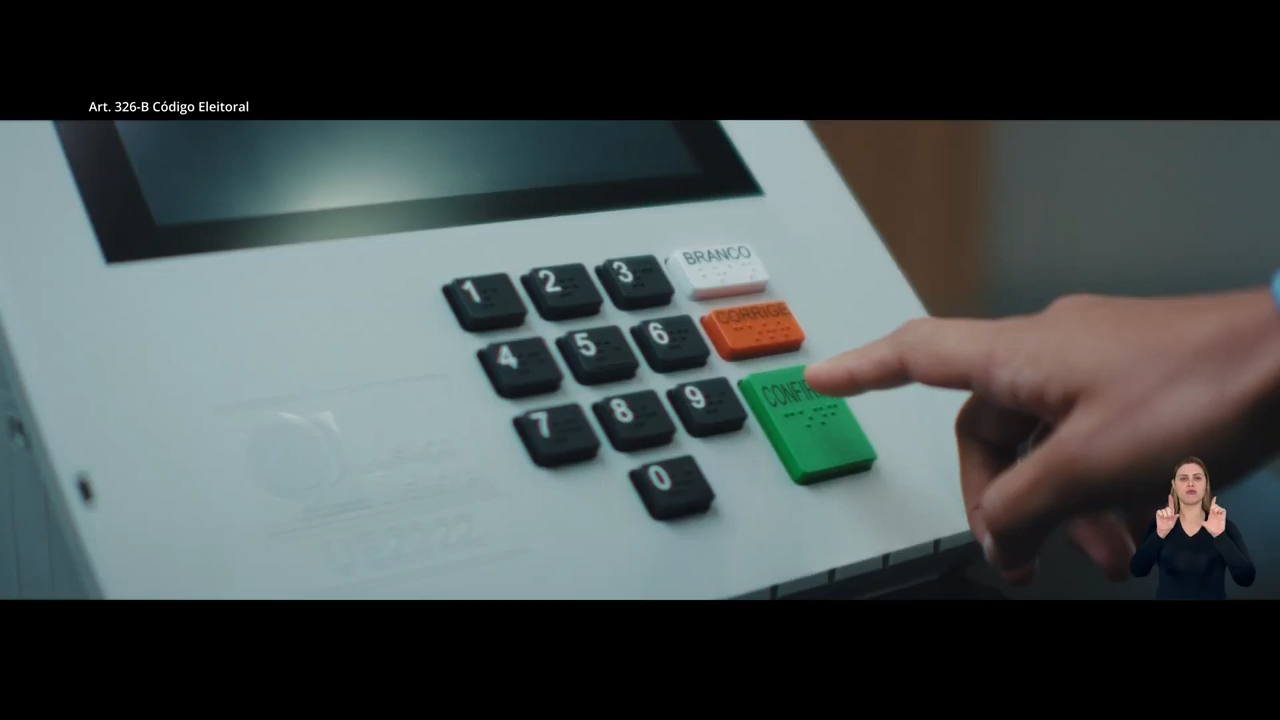 Art. 326-B Código Eleitoral
1 2 3 BRANCO
4 5 6 CORRIGE
7 8 9
0